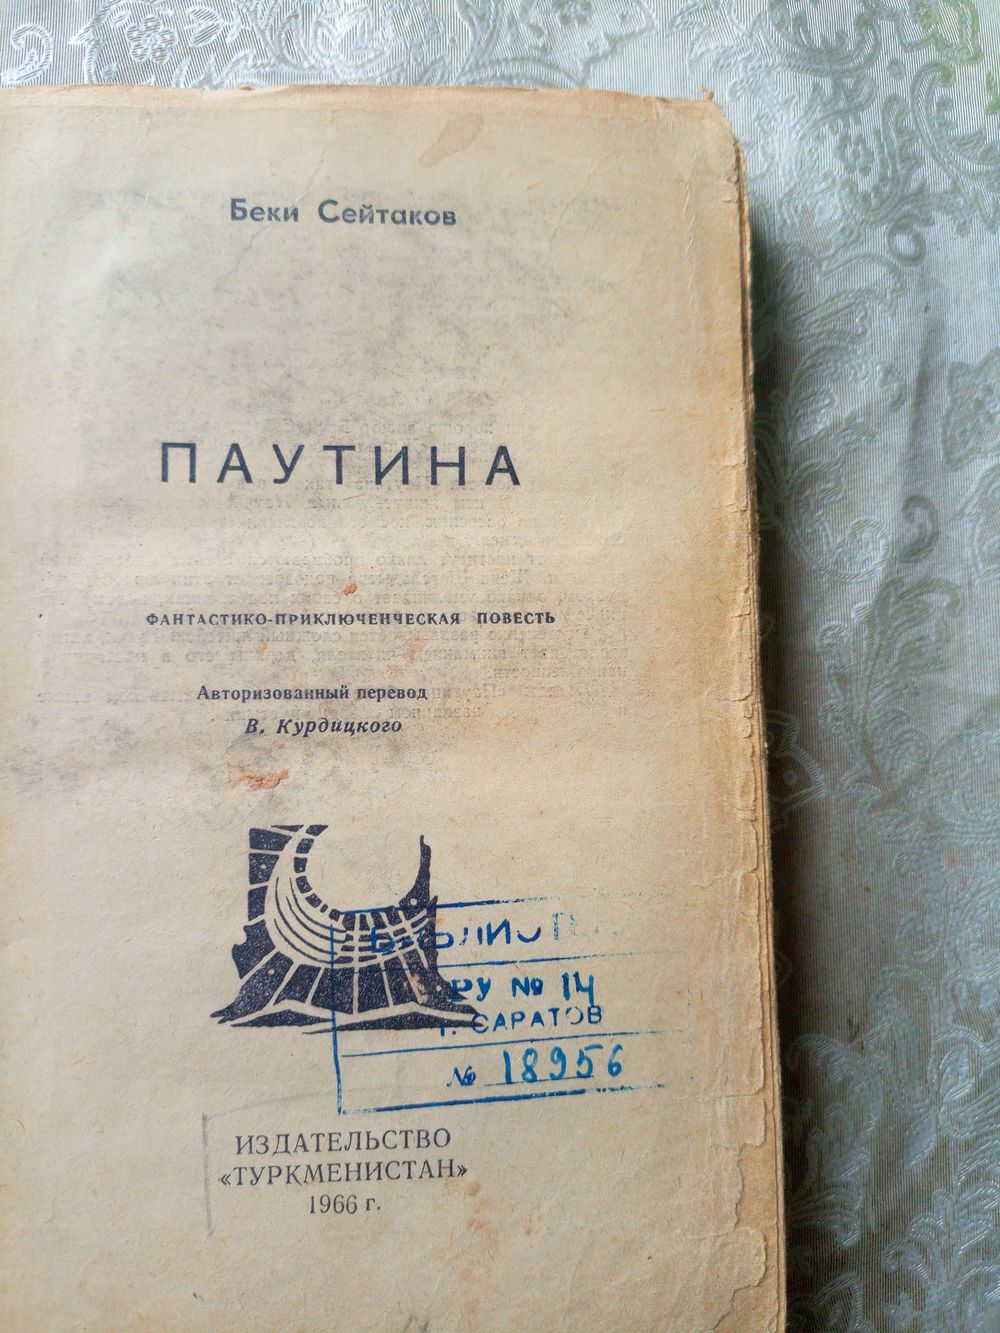 Беки Сейтаков
ПАУТИНА
ФАНТАСТИКО-ПРИКЛЮЧЕНЧЕСКАЯ ПОВЕСТЬ
Авторизованный перевод
В. Курдицкого
РУ № 14
Г. САРАТОВ
№ 18956
ИЗДАТЕЛЬСТВО
«ТУРКМЕНИСТАН»
1966 г.